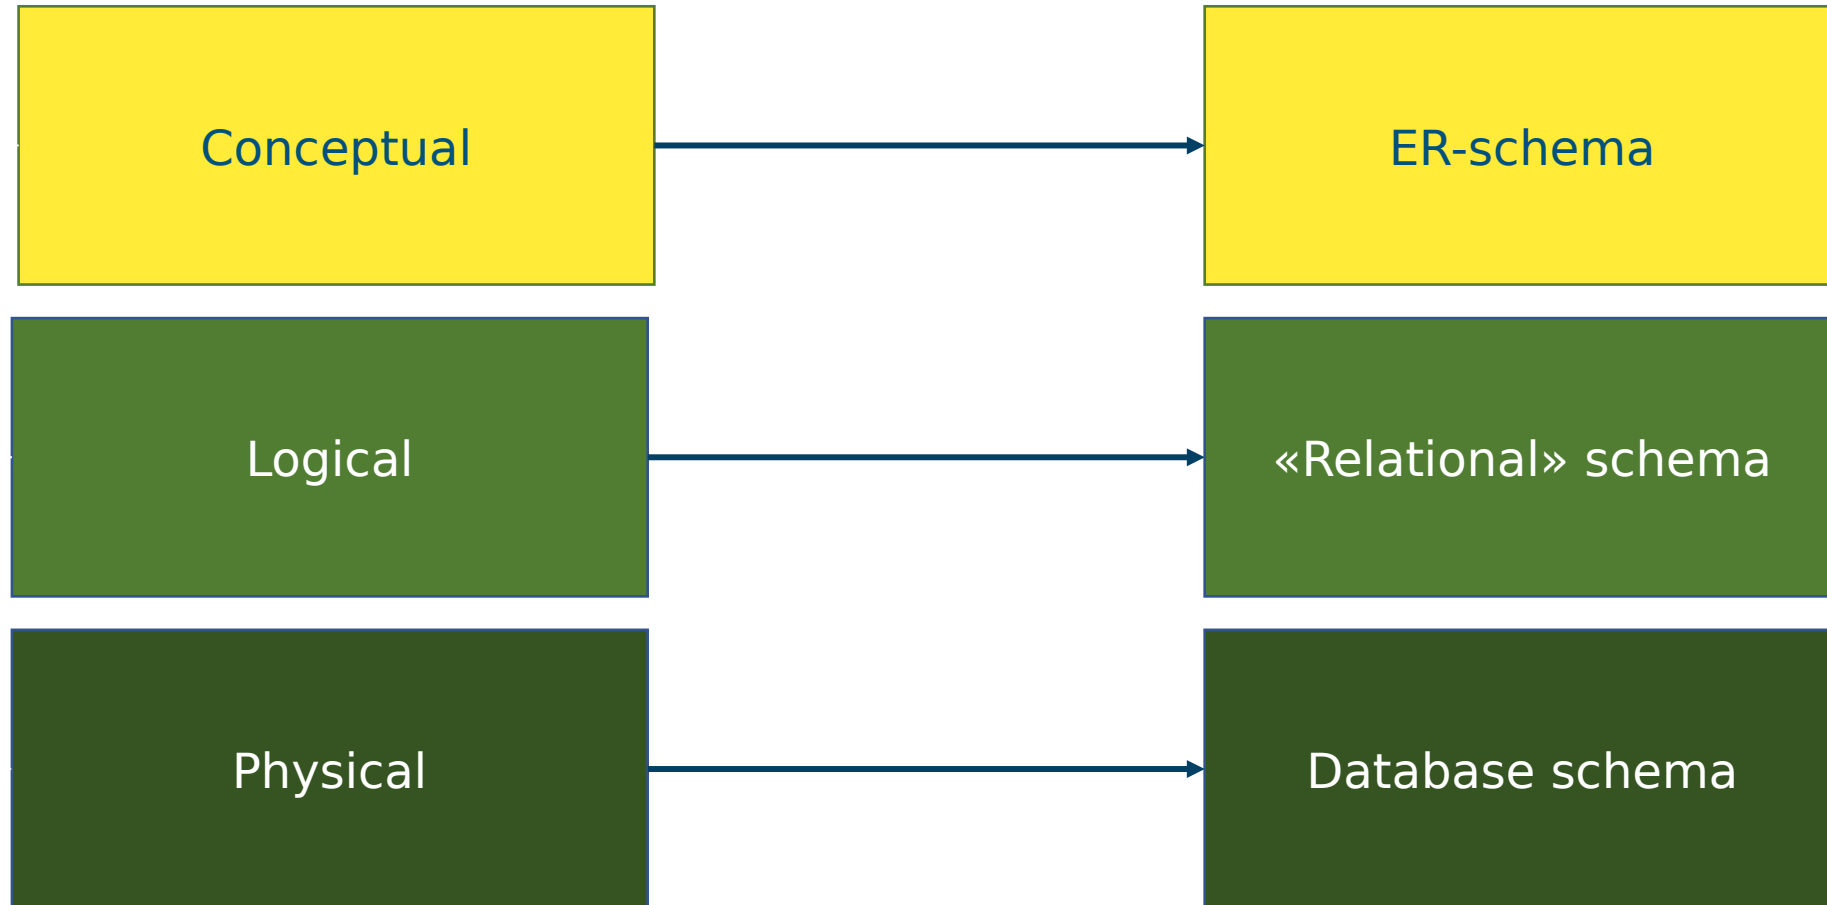 Conceptual
ER-schema
Logical
«Relational» schema
Physical
Database schema